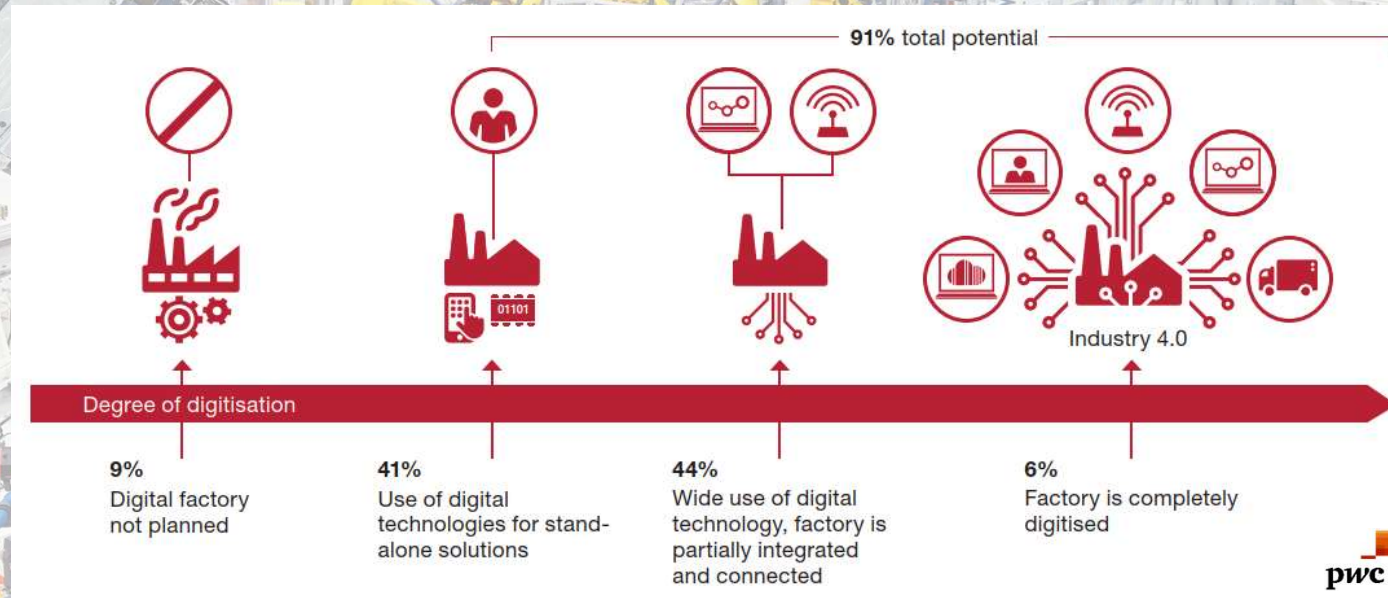 91% total potential
01101
Industry 4.0
Degree of digitisation
9%
Digital factory
not planned
41%
Use of digital
technologies for stand-
alone solutions
44%
Wide use of digital
technology, factory is
partially integrated
and connected
6%
Factory is completely
digitised
pwc